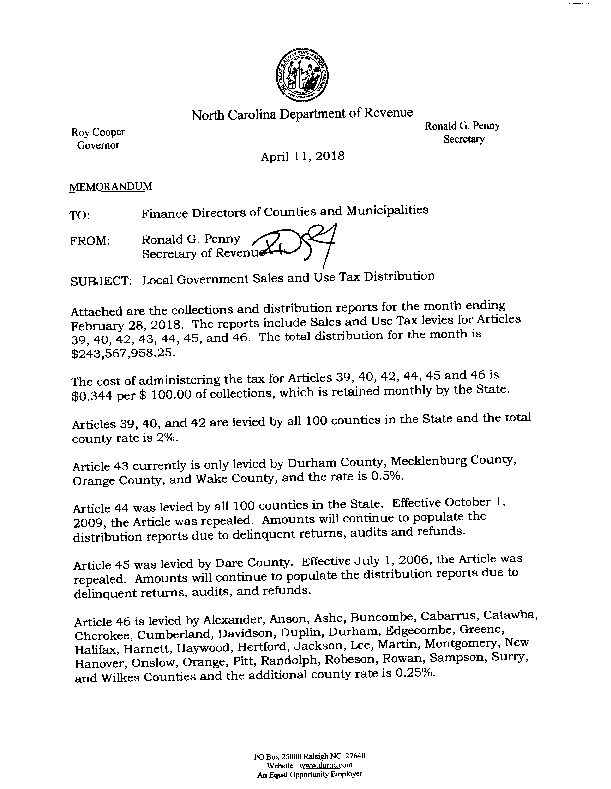 North Carolina Department of Revenue
Roy Cooper
Governor
Ronald G. Penny
Secretary
April 11, 2018
MEMORANDUM
TO: Finance Directors of Counties and Municipalities
FROM: Ronald G. Penny
Secretary of Revenue
SUBJECT: Local Government Sales and Use Tax Distribution
Attached are the collections and distribution reports for the month ending
February 28, 2018. The reports include Sales and Use Tax levies for Articles
39, 40, 42, 43, 44, 45, and 46. The total distribution for the month is
$243,567,958.25.
The cost of administering the tax for Articles 39, 40, 42, 44, 45 and 46 is
$0.344 per $ 100.00 of collections, which is retained monthly by the State.
Articles 39, 40, and 42 are levied by all 100 counties in the State and the total
county rate is 2%.
Article 43 currently is only levied by Durham County, Mecklenburg County,
Orange County, and Wake County, and the rate is 0.5%.
Article 44 was levied by all 100 counties in the State. Effective October 1,
2009, the Article was repealed. Amounts will continue to populate the
distribution reports due to delinquent returns, audits and refunds.
Article 45 was levied by Dare County. Effective July 1, 2006, the Article was
repealed. Amounts will continue to populate the distribution reports due to
delinquent returns, audits, and refunds.
Article 46 is levied by Alexander, Anson, Ashe, Buncombe, Cabarrus, Catawba,
Cherokee, Cumberland, Davidson, Duplin, Durham, Edgecombe, Greene,
Halifax, Harnett, Haywood, Hertford, Jackson, Lee, Martin, Montgomery, New
Hanover, Onslow, Orange, Pitt, Randolph, Robeson, Rowan, Sampson, Surry,
and Wilkes Counties and the additional county rate is 0.25%.
PO Box 25000 Raleigh NC 27640
Website www.dornc.com
An Equal Opportunity Employer